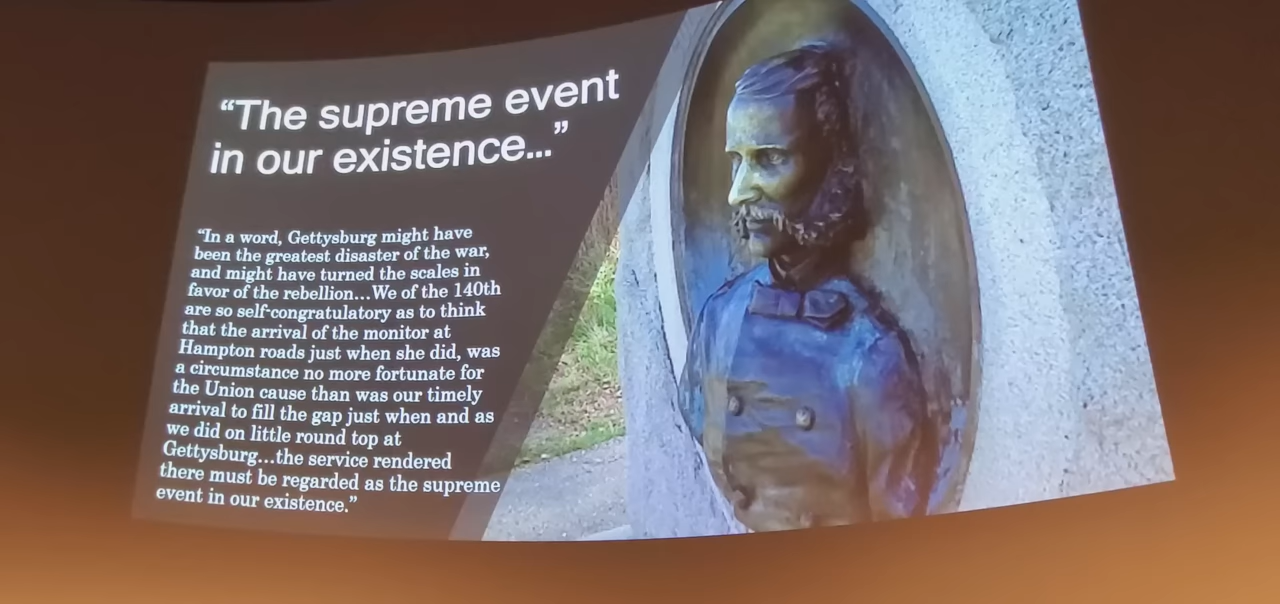 “The supreme event
in our existence...”
“In a word, Gettysburg might have
been the greatest disaster of the war,
and might have turned the scales in
favor of the rebellion...We of the 140th
are so self-congratulatory as to think
that the arrival of the monitor at
Hampton roads just when she did, was
a circumstance no more fortunate for
the Union cause than was our timely
arrival to fill the gap just when and as
we did on little round top at
Gettysburg...the service rendered
there must be regarded as the supreme
event in our existence.”